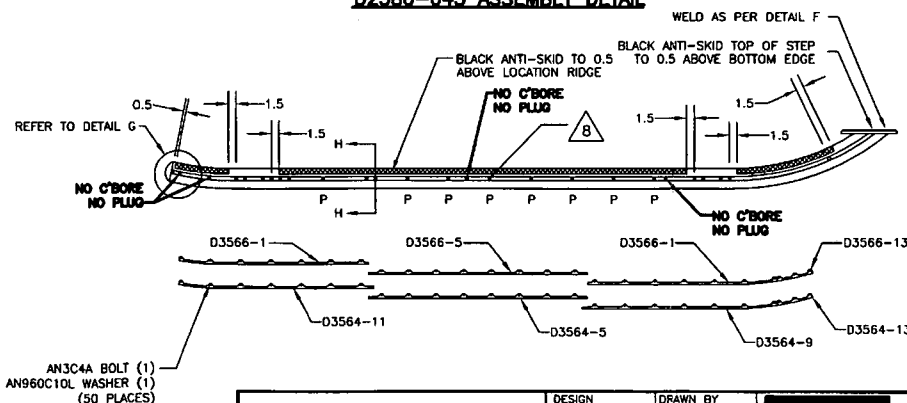 D2580-045 ASSEMBLY DETAIL
WELD AS PER DETAIL F
BLACK ANTI-SKID TO 0.5
ABOVE LOCATION RIDGE
BLACK ANTI-SKID TOP OF STEP
TO 0.5 ABOVE BOTTOM EDGE
NO C'BORE
NO PLUG
8
0.5
1.5
1.5
1.5
1.5
1.5
REFER TO DETAIL G
H
H
NO C'BORE
NO PLUG
P P P P P P P P
NO C'BORE
NO PLUG
D3566-1
D3566-5
D3566-1
D3566-13
D3564-11
D3564-5
D3564-9
D3564-13
AN3C4A BOLT (1)
AN960C10L WASHER (1)
(50 PLACES)
DESIGN
DRAWN BY